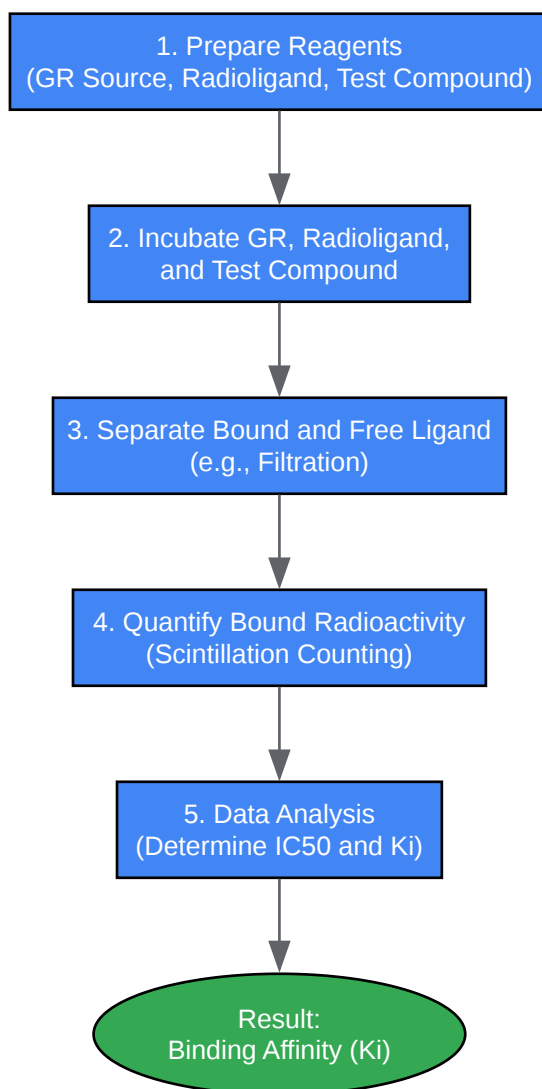 1. Prepare Reagents
(GR Source, Radioligand, Test Compound)
2. Incubate GR, Radioligand,
and Test Compound
3. Separate Bound and Free Ligand
(e.g., Filtration)
4. Quantify Bound Radioactivity
(Scintillation Counting)
5. Data Analysis
(Determine IC50 and Ki)
Result:
Binding Affinity (Ki)